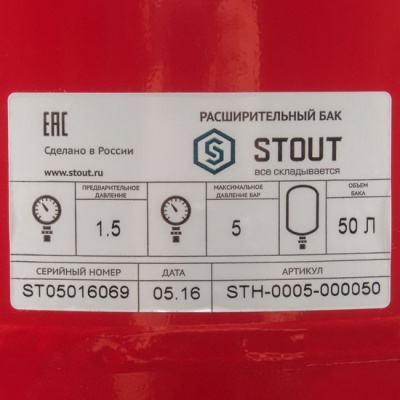 EAC
Сделано в России
www.stout.ru
РАСШИРИТЕЛЬНЫЙ БАК
S STOUT
все складывается
ПРЕДВАРИТЕЛЬНОЕ
ДАВЛЕНИЕ
1.5
МАКСИМАЛЬНОЕ
ДАВЛЕНИЕ БАР
5
ОБЪЕМ
БАКА
50 Л
СЕРИЙНЫЙ НОМЕР
ДАТА
АРТИКУЛ
ST05016069
05.16
STH-0005-000050